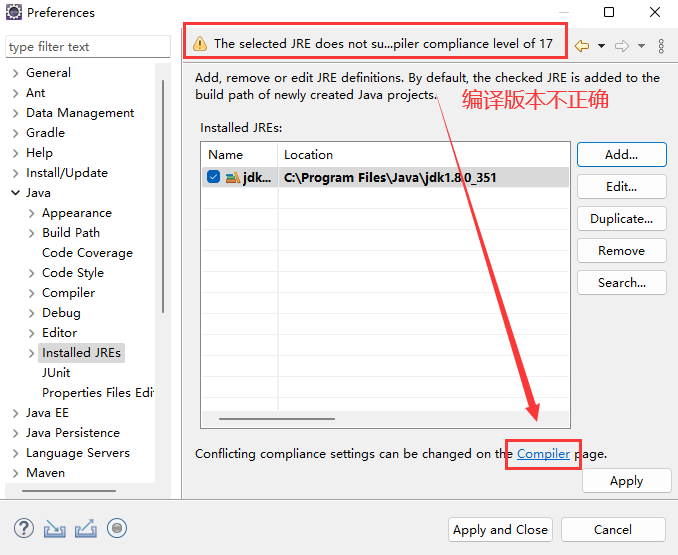 Preferences
type filter text
The selected JRE does not su...piler compliance level of 17
General
Ant
Data Management
Gradle
Help
Install/Update
Java
Appearance
Build Path
Code Coverage
Code Style
Compiler
Debug
Editor
Installed JREs
JUnit
Properties Files Edi
Java EE
Java Persistence
Language Servers
Maven
Add, remove or edit JRE definitions. By default, the checked JRE is added to the
build path of newly created Java projects.
编译版本不正确
Installed JREs:
Name Location
jdk... C:\Program Files\Java\jdk1.8.0_351
Add...
Edit...
Duplicate...
Remove
Search...
Conflicting compliance settings can be changed on the Compiler page.
Apply
Apply and Close
Cancel